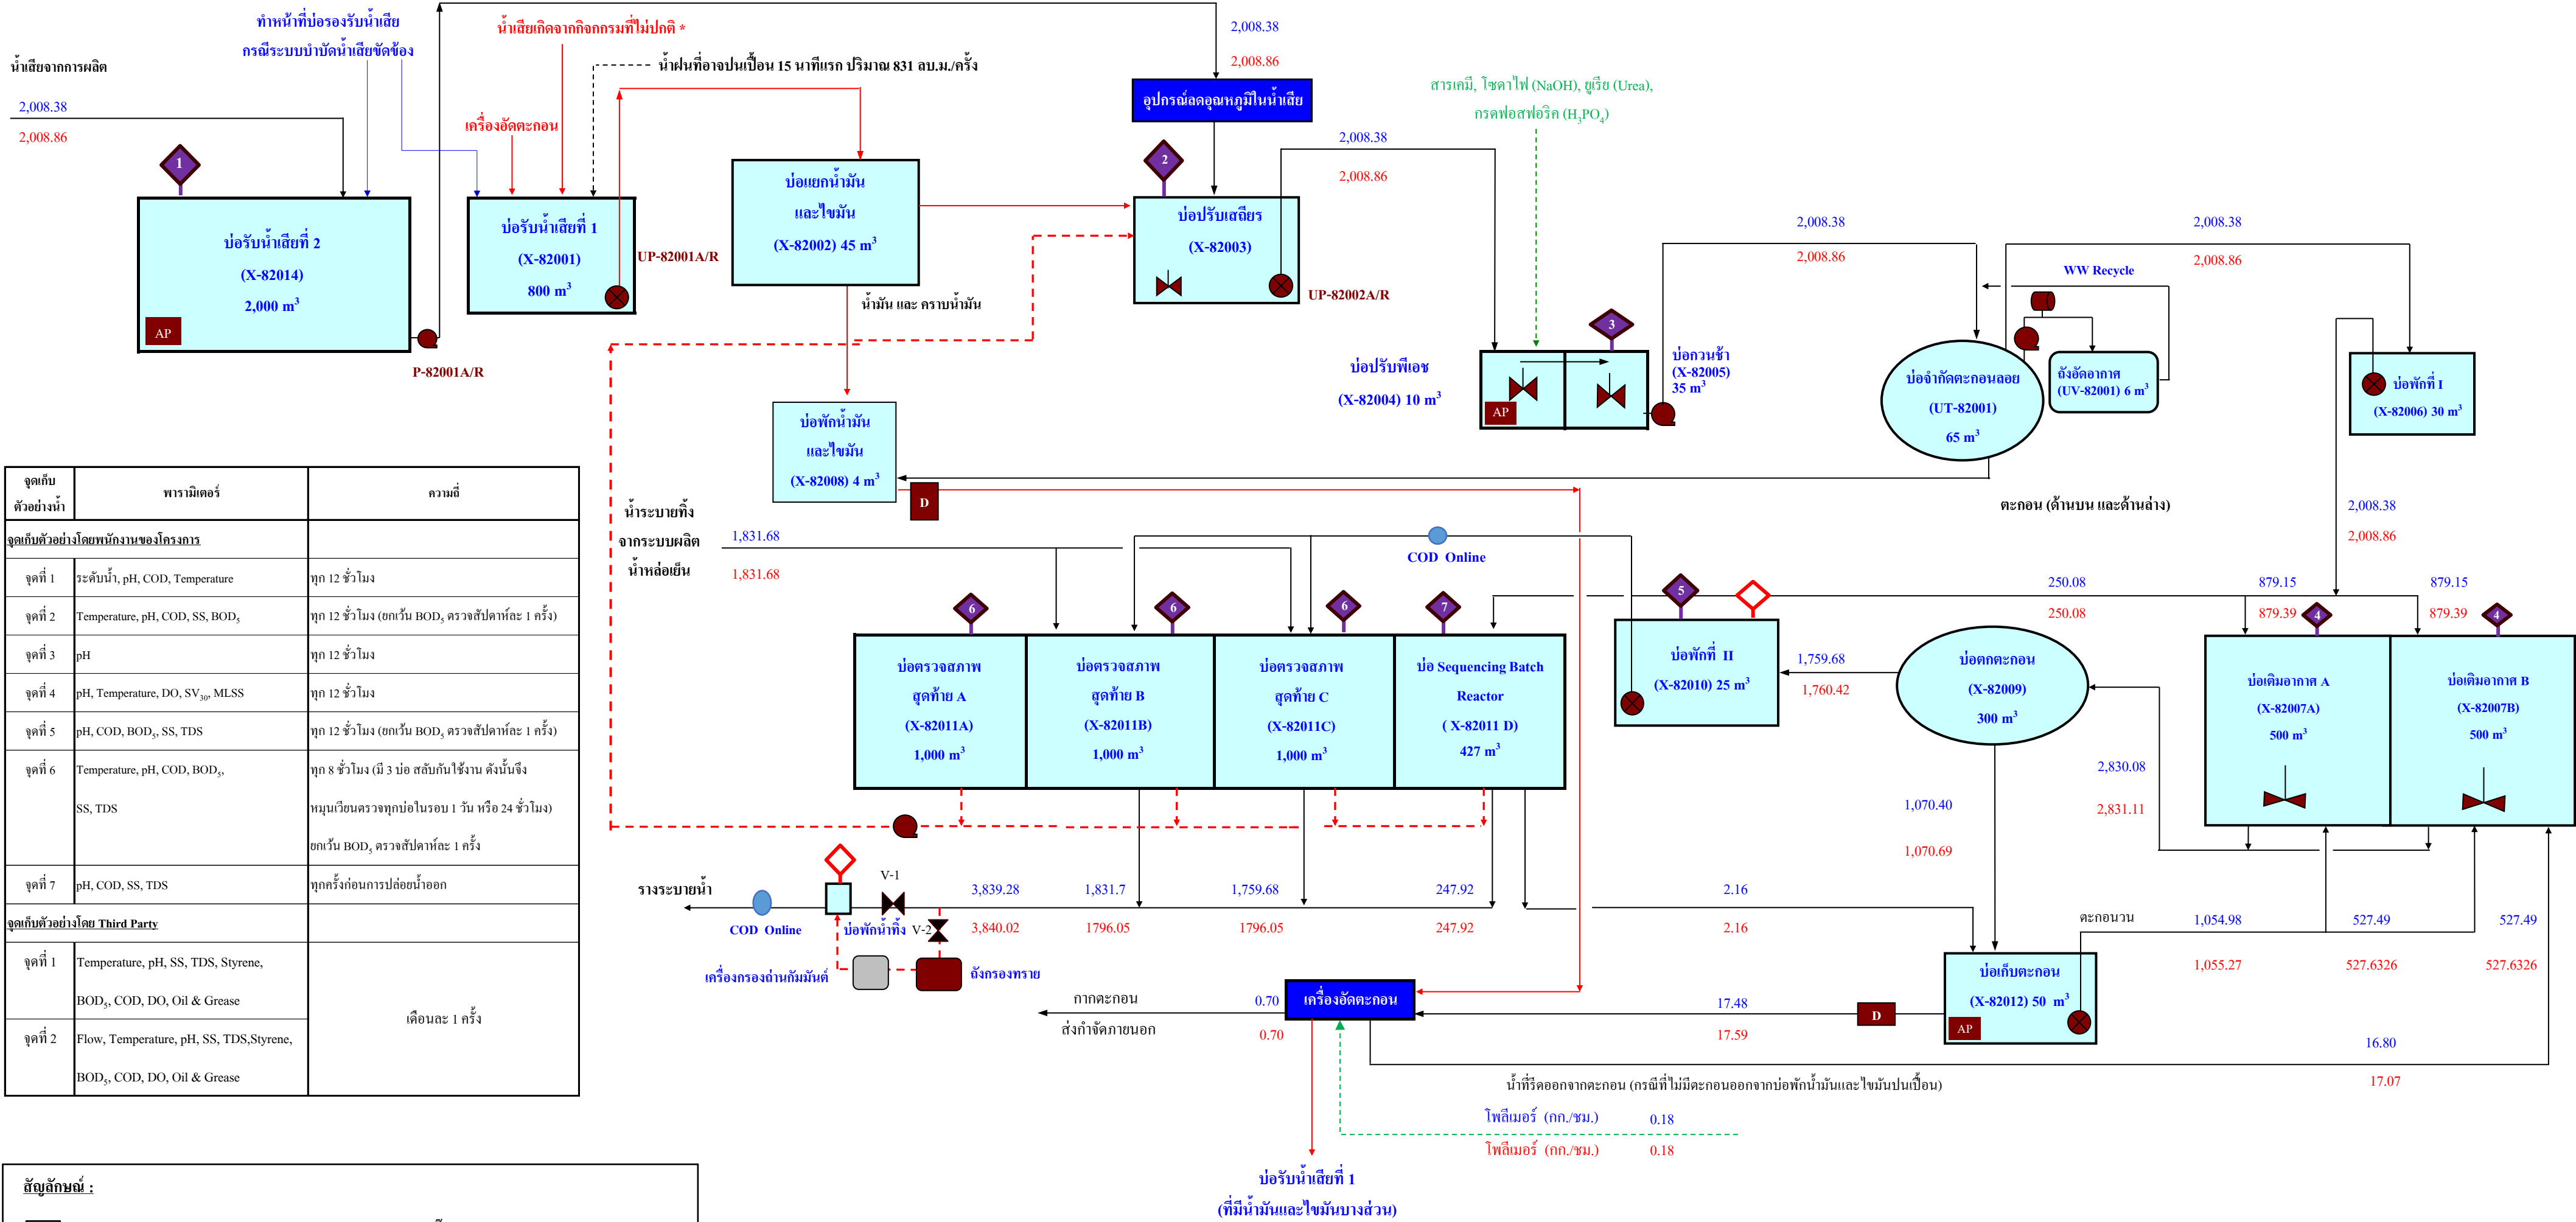 ทำหน้าที่บ่อรองรับน้ำเสีย
กรณีระบบบำบัดน้ำเสียขัดข้อง
น้ำเสียเกิดจากกิจกรรมที่ไม่ปกติ *
น้ำเสียจากการผลิต
2,008.38
2,008.86
น้ำฝนที่อาจปนเปื้อน 15 นาทีแรก ปริมาณ 831 ลบ.ม./ครั้ง
เครื่องอัดตะกอน
2,008.38
2,008.86
อุปกรณ์ลดอุณหภูมิในน้ำเสีย
สารเคมี, โซดาไฟ (NaOH), ยูเรีย (Urea),
กรดฟอสฟอริค (H3PO4)
1
บ่อรับน้ำเสียที่ 2
(X-82014)
2,000 m3
AP
P-82001A/R
บ่อรับน้ำเสียที่ 1
(X-82001)
800 m3
UP-82001A/R
บ่อแยกน้ำมัน
และไขมัน
(X-82002) 45 m3
น้ำมัน และ คราบน้ำมัน
2
บ่อปรับเสถียร
(X-82003)
UP-82002A/R
2,008.38
2,008.86
บ่อปรับพีเอช
(X-82004) 10 m3
AP
3
บ่อกวนช้า
(X-82005)
35 m3
2,008.38
2,008.86
บ่อจำกัดตะกอนลอย
(UT-82001)
65 m3
2,008.38
2,008.86
WW Recycle
ถังอัดอากาศ
(UV-82001) 6 m3
บ่อพักที่ I
(X-82006) 30 m3
บ่อพักน้ำมัน
และไขมัน
(X-82008) 4 m3
D
ตะกอน (ด้านบน และด้านล่าง)
2,008.38
2,008.86
จุดเก็บ
ตัวอย่างน้ำ
พารามิเตอร์
ความถี่
จุดเก็บตัวอย่างโดยพนักงานของโครงการ
จุดที่ 1 ระดับน้ำ, pH, COD, Temperature ทุก 12 ชั่วโมง
จุดที่ 2 Temperature, pH, COD, SS, BOD5 ทุก 12 ชั่วโมง (ยกเว้น BOD5 ตรวจสัปดาห์ละ 1 ครั้ง)
จุดที่ 3 pH ทุก 12 ชั่วโมง
จุดที่ 4 pH, Temperature, DO, SV30, MLSS ทุก 12 ชั่วโมง
จุดที่ 5 pH, COD, BOD5, SS, TDS ทุก 12 ชั่วโมง (ยกเว้น BOD5 ตรวจสัปดาห์ละ 1 ครั้ง)
จุดที่ 6 Temperature, pH, COD, BOD5, ทุก 8 ชั่วโมง (มี 3 บ่อ สลับกันใช้งาน ดังนั้นจึง
SS, TDS หมุนเวียนตรวจทุกบ่อในรอบ 1 วัน หรือ 24 ชั่วโมง)
ยกเว้น BOD5 ตรวจสัปดาห์ละ 1 ครั้ง
จุดที่ 7 pH, COD, SS, TDS ทุกครั้งก่อนการปล่อยน้ำออก
จุดเก็บตัวอย่างโดย Third Party
จุดที่ 1 Temperature, pH, SS, TDS, Styrene,
BOD5, COD, DO, Oil & Grease
เดือนละ 1 ครั้ง
จุดที่ 2 Flow, Temperature, pH, SS, TDS,Styrene,
BOD5, COD, DO, Oil & Grease
น้ำระบายทิ้ง
จากระบบผลิต
น้ำหล่อเย็น
1,831.68
1,831.68
COD Online
6
6
6
7
5
บ่อตรวจสภาพ
สุดท้าย A
(X-82011A)
1,000 m3
บ่อตรวจสภาพ
สุดท้าย B
(X-82011B)
1,000 m3
บ่อตรวจสภาพ
สุดท้าย C
(X-82011C)
1,000 m3
บ่อ Sequencing Batch
Reactor
( X-82011 D)
427 m3
บ่อพักที่ II
(X-82010) 25 m3
1,759.68
1,760.42
บ่อตกตะกอน
(X-82009)
300 m3
250.08
250.08
879.15
879.39
879.15
879.39
4
4
บ่อเติมอากาศ A
(X-82007A)
500 m3
บ่อเติมอากาศ B
(X-82007B)
500 m3
2,830.08
2,831.11
1,070.40
1,070.69
รางระบายน้ำ
COD Online
บ่อพักน้ำทิ้ง
V-1
V-2
3,839.28
3,840.02
1,831.7
1796.05
1,759.68
1796.05
247.92
247.92
2.16
2.16
เครื่องกรองถ่านกัมมันต์
ถังกรองทราย
ตะกอนวน
1,054.98
1,055.27
527.49
527.6326
527.49
527.6326
บ่อเก็บตะกอน
(X-82012) 50 m3
AP
D
17.48
17.59
เครื่องอัดตะกอน
กากตะกอน
ส่งกำจัดภายนอก
0.70
0.70
16.80
17.07
น้ำที่รีดออกจากตะกอน (กรณีที่ไม่มีตะกอนออกจากบ่อพักน้ำมันและไขมันปนเปื้อน)
โพลีเมอร์ (กก./ชม.) 0.18
โพลีเมอร์ (กก./ชม.) 0.18
บ่อรับน้ำเสียที่ 1
(ที่มีน้ำมันและไขมันบางส่วน)
สัญลักษณ์ :